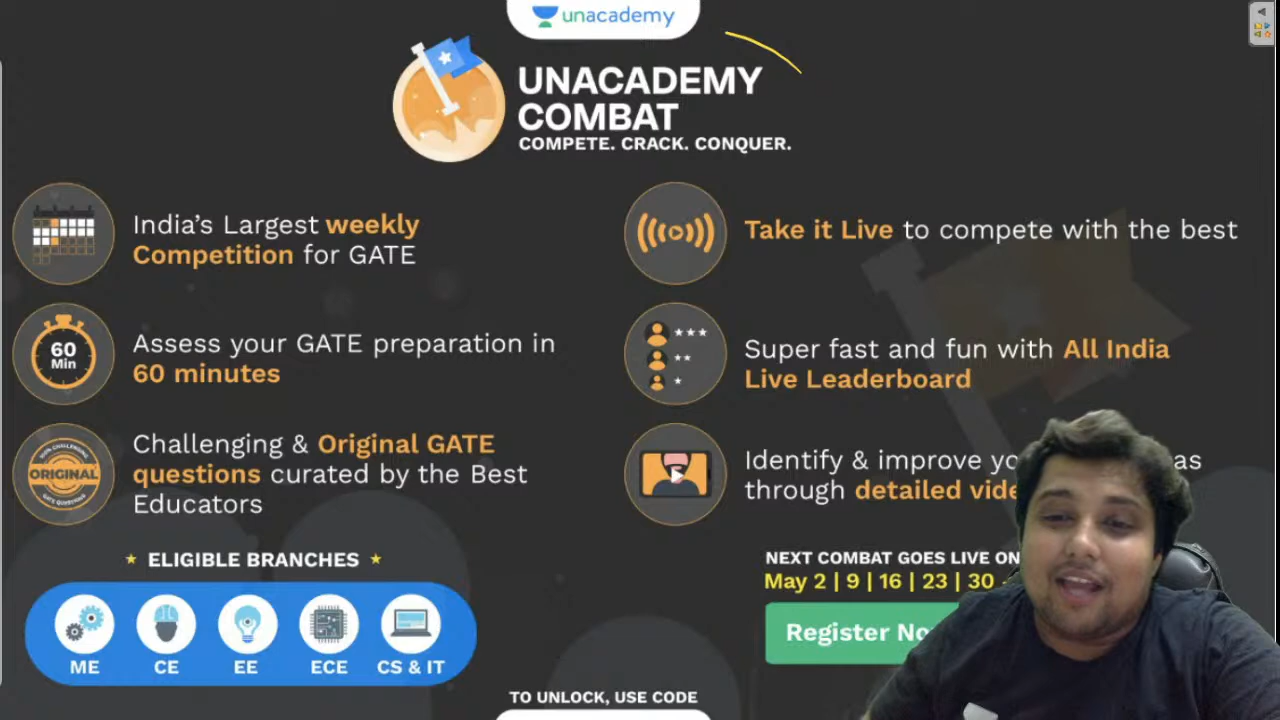 unacademy
UNACADEMY
COMBAT
COMPETE. CRACK. CONQUER.
India's Largest weekly
Competition for GATE
Take it Live to compete with the best
60
Min
Assess your GATE preparation in
60 minutes
Super fast and fun with All India
Live Leaderboard
100% CHALLENGING
ORIGINAL
GATE QUESTIONS
Challenging & Original GATE
questions curated by the Best
Educators
Identify & improve
through detailed
ELIGIBLE BRANCHES
ME
CE
EE
ECE
CS & IT
NEXT COMBAT GOES LIVE ON
May 2 | 9 | 16 | 23 | 30
Register
TO UNLOCK, USE CODE